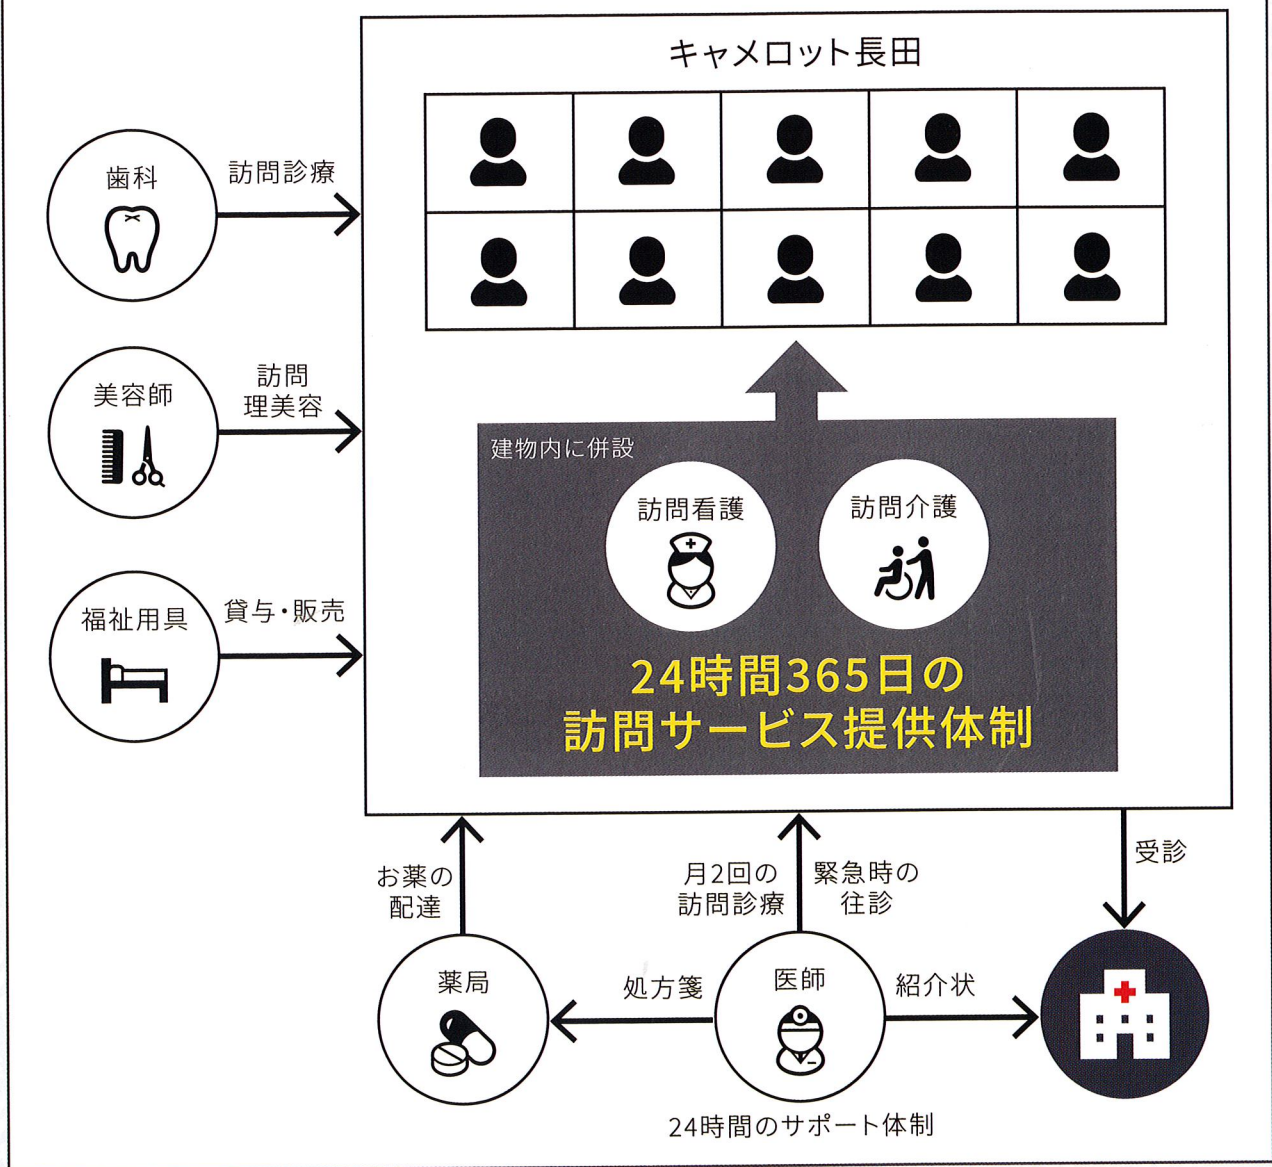 キャメロット長田
歯科
訪問診療
美容師
訪問
理美容
福祉用具
貸与・販売
建物内に併設
訪問看護
訪問介護
24時間365日の
訪問サービス提供体制
お薬の
配達
月2回の
訪問診療
緊急時の
往診
受診
薬局
処方箋
医師
紹介状
24時間のサポート体制